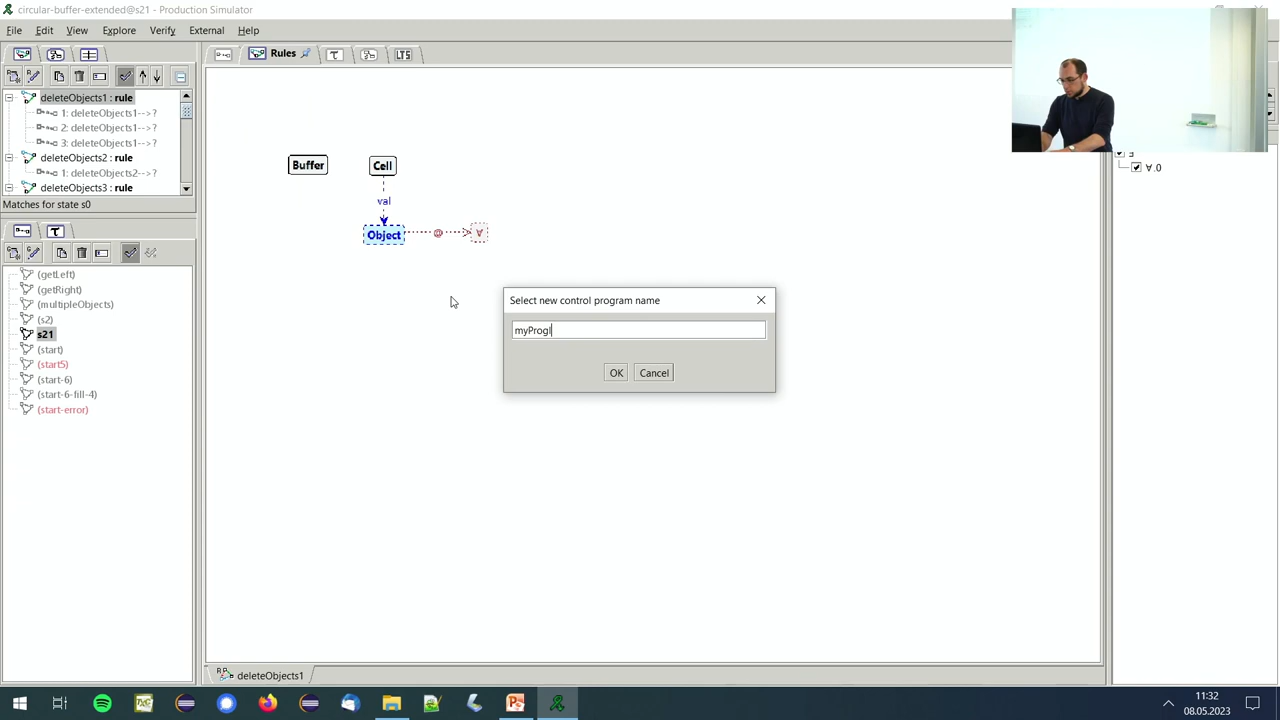 circular-buffer-extended@s21 - Production Simulator
File Edit View Explore Verify External Help
Rules
LTS
deleteObjects1 : rule
1: deleteObjects1-->?
2: deleteObjects1-->?
3: deleteObjects1-->?
deleteObjects2 : rule
1: deleteObjects2-->?
deleteObjects3 : rule
Matches for state s0
(getLeft)
(getRight)
(multipleObjects)
(s2)
s21
(start)
(start5)
(start-6)
(start-6-fill-4)
(start-error)
Buffer
Cell
val
Object
@
∀
Select new control program name
myProgl
OK
Cancel
∃
∀.0
deleteObjects1
11:32
08.05.2023